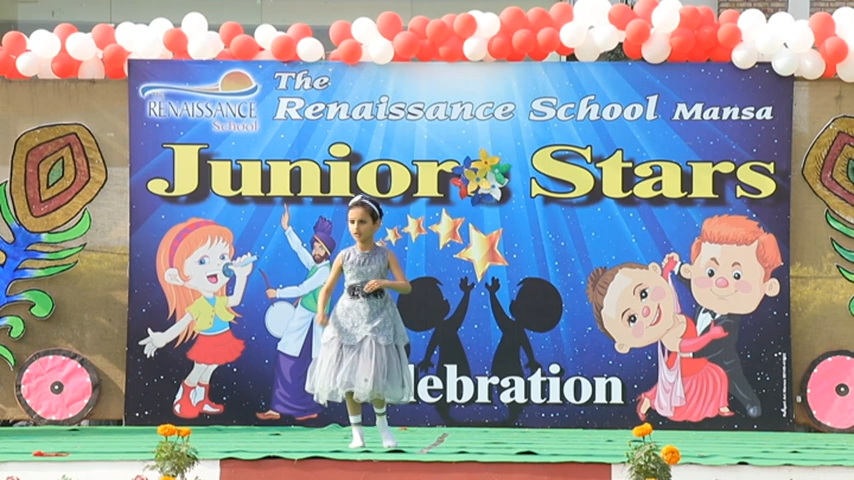 The
RENAISSANCE
School
Renaissance School Mansa
Junior Stars
lebration